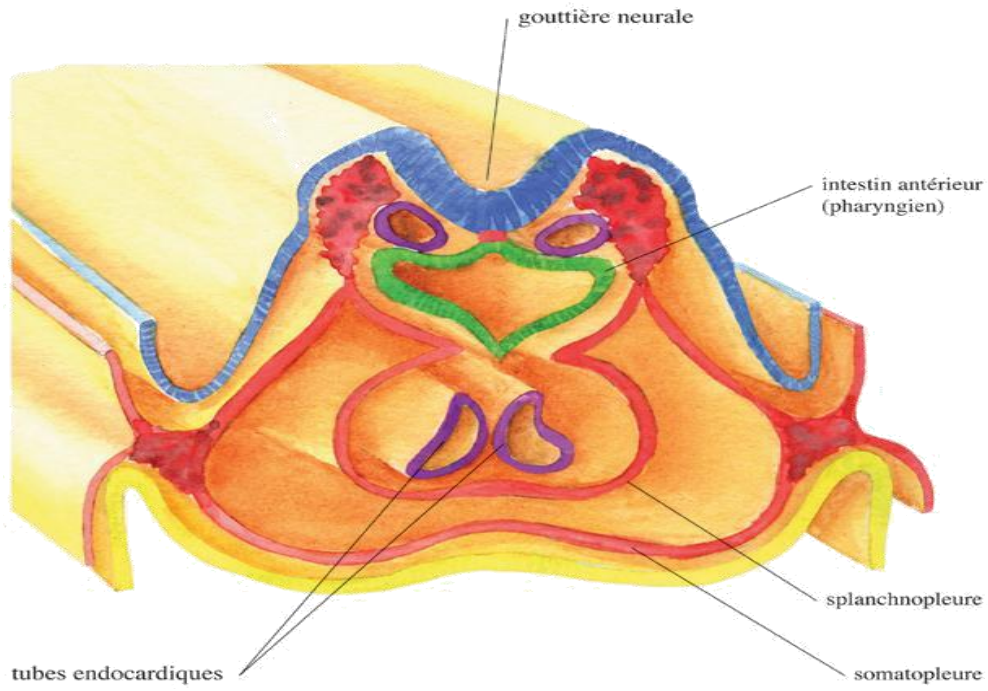 gouttière neurale
intestin antérieur
(pharyngien)
splanchnopleure
tubes endocardiques
somatopleure